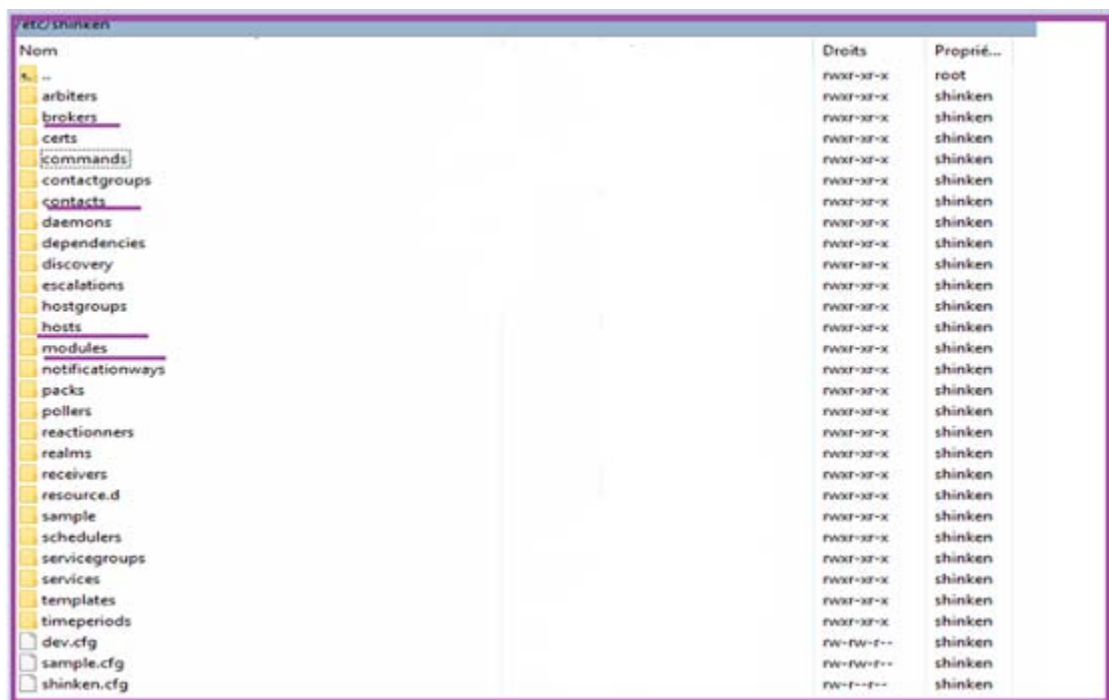 /etc/shinken
Nom Droits Proprié...
.. rwxr-xr-x root
arbiters rwxr-xr-x shinken
brokers rwxr-xr-x shinken
certs rwxr-xr-x shinken
commands rwxr-xr-x shinken
contactgroups rwxr-xr-x shinken
contacts rwxr-xr-x shinken
daemons rwxr-xr-x shinken
dependencies rwxr-xr-x shinken
discovery rwxr-xr-x shinken
escalations rwxr-xr-x shinken
hostgroups rwxr-xr-x shinken
hosts rwxr-xr-x shinken
modules rwxr-xr-x shinken
notificationways rwxr-xr-x shinken
packs rwxr-xr-x shinken
pollers rwxr-xr-x shinken
reactionners rwxr-xr-x shinken
realms rwxr-xr-x shinken
receivers rwxr-xr-x shinken
resource.d rwxr-xr-x shinken
sample rwxr-xr-x shinken
schedulers rwxr-xr-x shinken
servicegroups rwxr-xr-x shinken
services rwxr-xr-x shinken
templates rwxr-xr-x shinken
timeperiods rwxr-xr-x shinken
dev.cfg rw-rw-r-- shinken
sample.cfg rw-rw-r-- shinken
shinken.cfg rw-r--r-- shinken